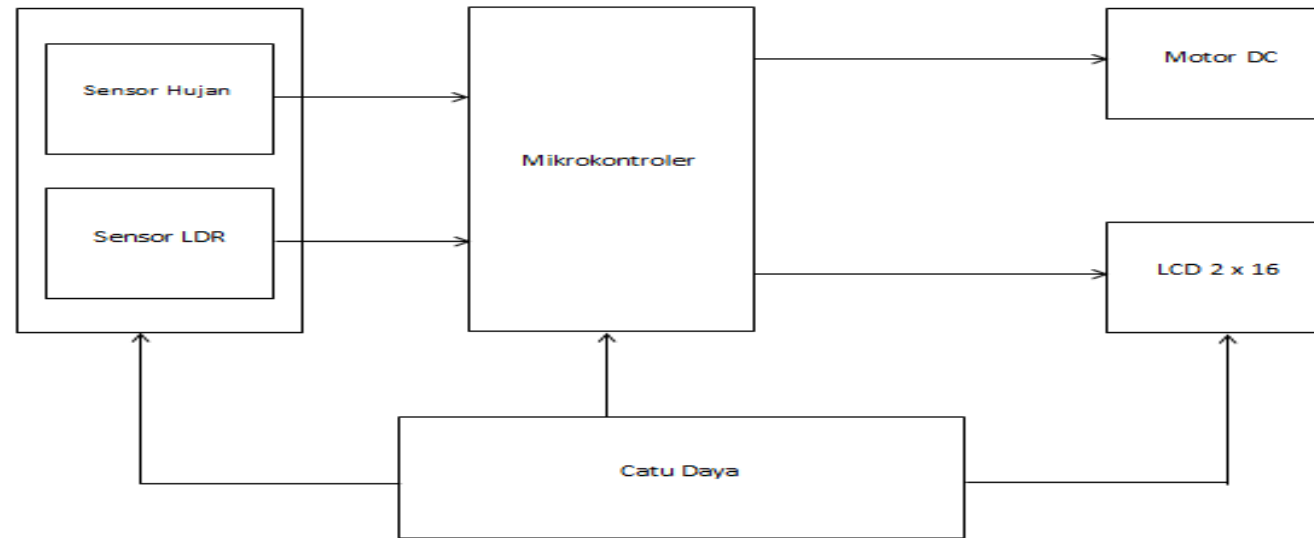 Sensor Hujan
Sensor LDR
Mikrokontroler
Motor DC
LCD 2 x 16
Catu Daya